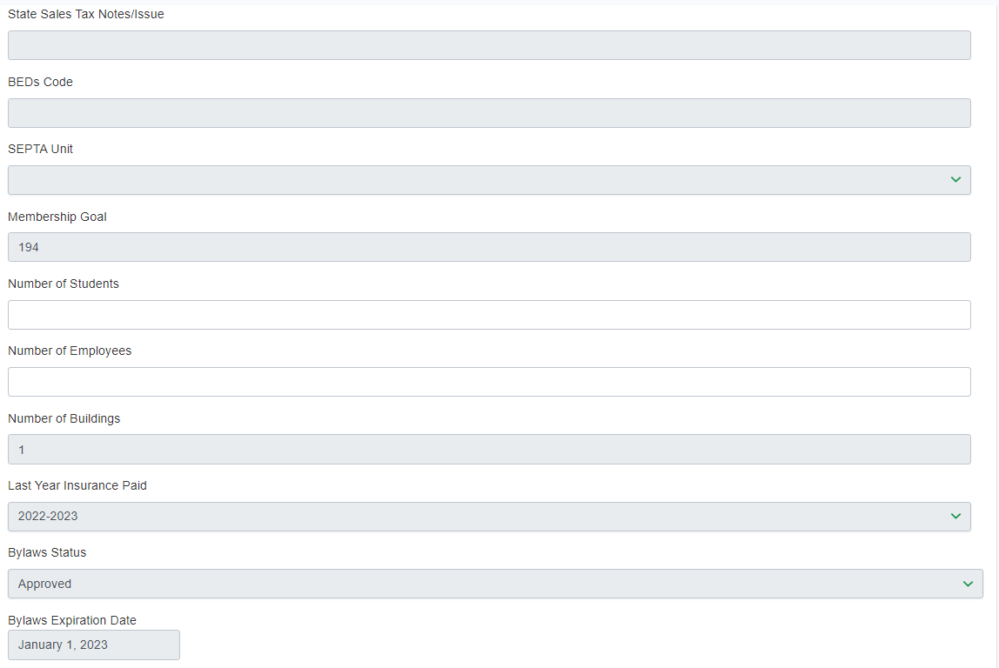 State Sales Tax Notes/Issue
BEDs Code
SEPTA Unit
Membership Goal
194
Number of Students
Number of Employees
Number of Buildings
1
Last Year Insurance Paid
2022-2023
Bylaws Status
Approved
Bylaws Expiration Date
January 1, 2023